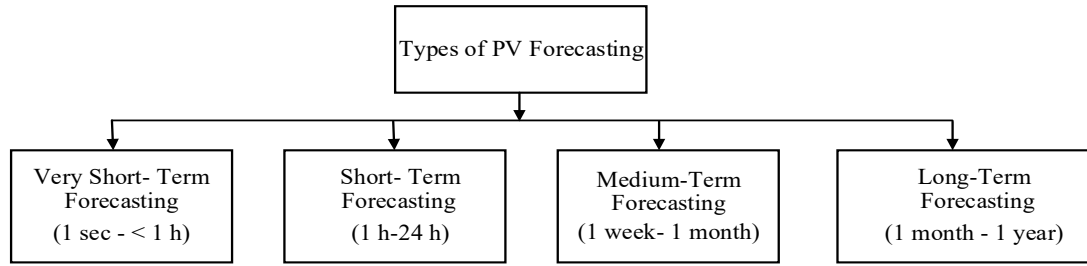 Types of PV Forecasting
Very Short- Term
Forecasting
(1 sec - < 1 h)
Short- Term
Forecasting
(1 h-24 h)
Medium-Term
Forecasting
(1 week- 1 month)
Long-Term
Forecasting
(1 month - 1 year)